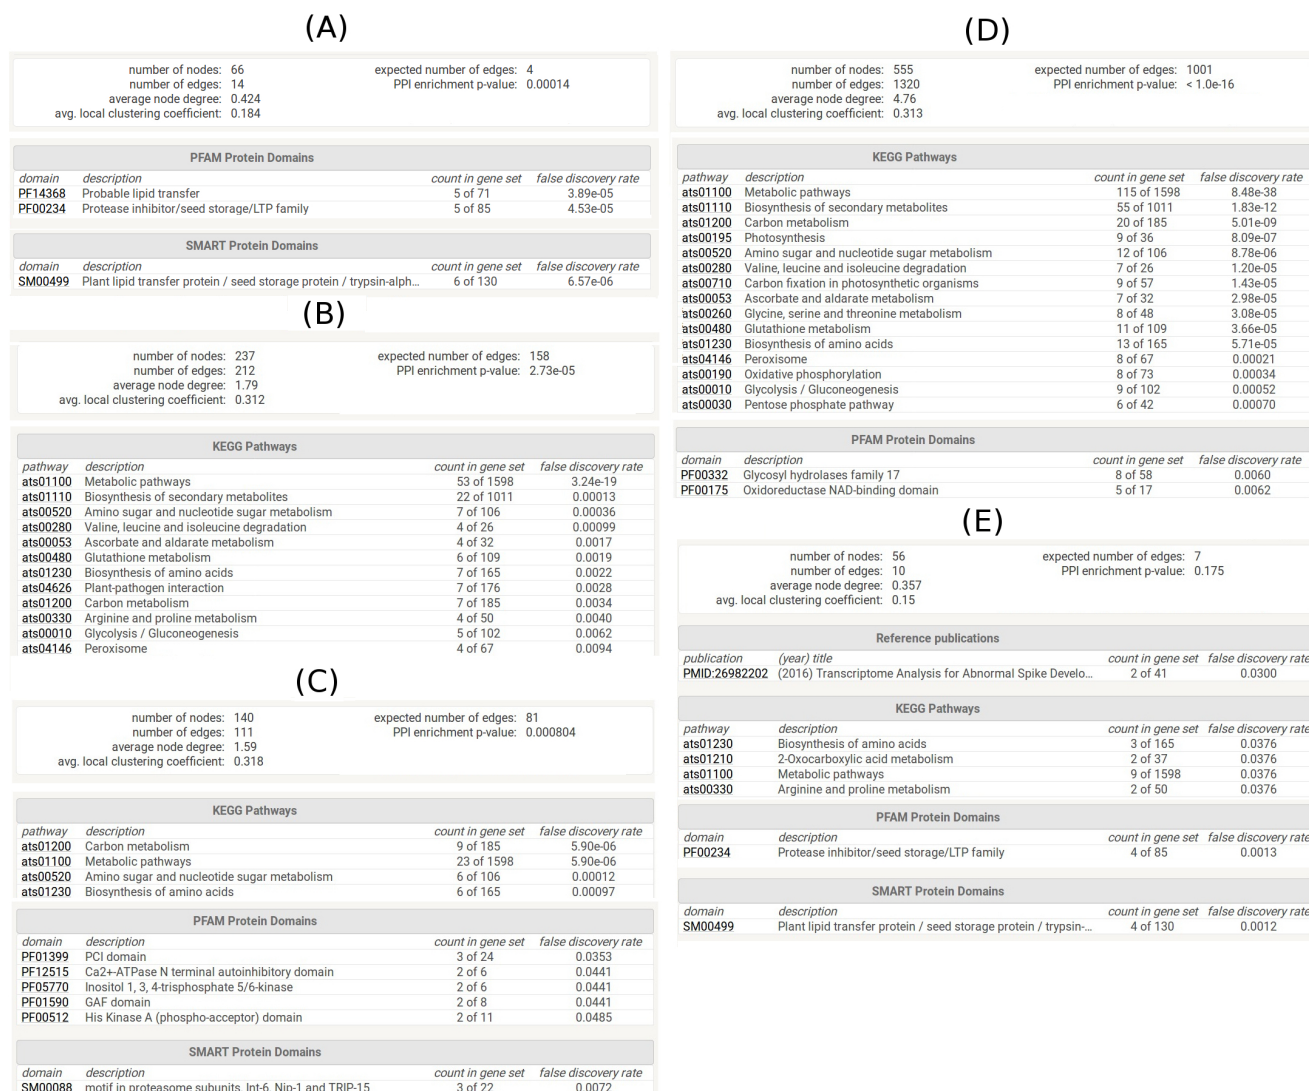 (A)
number of nodes: 66 expected number of edges: 4
number of edges: 14 PPI enrichment p-value: 0.00014
average node degree: 0.424
avg. local clustering coefficient: 0.184
PFAM Protein Domains
domain description count in gene set false discovery rate
PF14368 Probable lipid transfer 5 of 71 3.89e-05
PF00234 Protease inhibitor/seed storage/LTP family 5 of 85 4.53e-05
SMART Protein Domains
domain description count in gene set false discovery rate
SM00499 Plant lipid transfer protein / seed storage protein / trypsin-alph... 6 of 130 6.57e-06
(B)
number of nodes: 237 expected number of edges: 158
number of edges: 212 PPI enrichment p-value: 2.73e-05
average node degree: 1.79
avg. local clustering coefficient: 0.312
KEGG Pathways
pathway description count in gene set false discovery rate
ats01100 Metabolic pathways 53 of 1598 3.24e-19
ats01110 Biosynthesis of secondary metabolites 22 of 1011 0.00013
ats00520 Amino sugar and nucleotide sugar metabolism 7 of 106 0.00036
ats00280 Valine, leucine and isoleucine degradation 4 of 26 0.00099
ats00053 Ascorbate and aldarate metabolism 4 of 32 0.0017
ats00480 Glutathione metabolism 6 of 109 0.0019
ats01230 Biosynthesis of amino acids 7 of 165 0.0022
ats04626 Plant-pathogen interaction 7 of 176 0.0028
ats01200 Carbon metabolism 7 of 185 0.0034
ats00330 Arginine and proline metabolism 4 of 50 0.0040
ats00010 Glycolysis / Gluconeogenesis 5 of 102 0.0062
ats04146 Peroxisome 4 of 67 0.0094
(C)
number of nodes: 140 expected number of edges: 81
number of edges: 111 PPI enrichment p-value: 0.000804
average node degree: 1.59
avg. local clustering coefficient: 0.318
KEGG Pathways
pathway description count in gene set false discovery rate
ats01200 Carbon metabolism 9 of 185 5.90e-06
ats01100 Metabolic pathways 23 of 1598 5.90e-06
ats00520 Amino sugar and nucleotide sugar metabolism 6 of 106 0.00012
ats01230 Biosynthesis of amino acids 6 of 165 0.00097
PFAM Protein Domains
domain description count in gene set false discovery rate
PF01399 PCI domain 3 of 24 0.0353
PF12515 Ca2+-ATPase N terminal autoinhibitory domain 2 of 6 0.0441
PF05770 Inositol 1, 3, 4-trisphosphate 5/6-kinase 2 of 6 0.0441
PF01590 GAF domain 2 of 8 0.0441
PF00512 His Kinase A (phospho-acceptor) domain 2 of 11 0.0485
SMART Protein Domains
domain description count in gene set false discovery rate
SM00088 motif in proteasome subunits, Int-6, Nip-1 and TRIP-15 3 of 22 0.0072
(D)
number of nodes: 555 expected number of edges: 1001
number of edges: 1320 PPI enrichment p-value: < 1.0e-16
average node degree: 4.76
avg. local clustering coefficient: 0.313
KEGG Pathways
pathway description count in gene set false discovery rate
ats01100 Metabolic pathways 115 of 1598 8.48e-38
ats01110 Biosynthesis of secondary metabolites 55 of 1011 1.83e-12
ats01200 Carbon metabolism 20 of 185 5.01e-09
ats00195 Photosynthesis 9 of 36 8.09e-07
ats00520 Amino sugar and nucleotide sugar metabolism 12 of 106 8.78e-06
ats00280 Valine, leucine and isoleucine degradation 7 of 26 1.20e-05
ats00710 Carbon fixation in photosynthetic organisms 9 of 57 1.43e-05
ats00053 Ascorbate and aldarate metabolism 7 of 32 2.98e-05
ats00260 Glycine, serine and threonine metabolism 8 of 48 3.08e-05
ats00480 Glutathione metabolism 11 of 109 3.66e-05
ats01230 Biosynthesis of amino acids 13 of 165 5.71e-05
ats04146 Peroxisome 8 of 67 0.00021
ats00190 Oxidative phosphorylation 8 of 73 0.00034
ats00010 Glycolysis / Gluconeogenesis 9 of 102 0.00052
ats00030 Pentose phosphate pathway 6 of 42 0.00070
PFAM Protein Domains
domain description count in gene set false discovery rate
PF00332 Glycosyl hydrolases family 17 8 of 58 0.0060
PF00175 Oxidoreductase NAD-binding domain 5 of 17 0.0062
(E)
number of nodes: 56 expected number of edges: 7
number of edges: 10 PPI enrichment p-value: 0.175
average node degree: 0.357
avg. local clustering coefficient: 0.15
Reference publications
publication (year) title count in gene set false discovery rate
PMID:26982202 (2016) Transcriptome Analysis for Abnormal Spike Develo... 2 of 41 0.0300
KEGG Pathways
pathway description count in gene set false discovery rate
ats01230 Biosynthesis of amino acids 3 of 165 0.0376
ats01210 2-Oxocarboxylic acid metabolism 2 of 37 0.0376
ats01100 Metabolic pathways 9 of 1598 0.0376
ats00330 Arginine and proline metabolism 2 of 50 0.0376
PFAM Protein Domains
domain description count in gene set false discovery rate
PF00234 Protease inhibitor/seed storage/LTP family 4 of 85 0.0013
SMART Protein Domains
domain description count in gene set false discovery rate
SM00499 Plant lipid transfer protein / seed storage protein / trypsin-... 4 of 130 0.0012